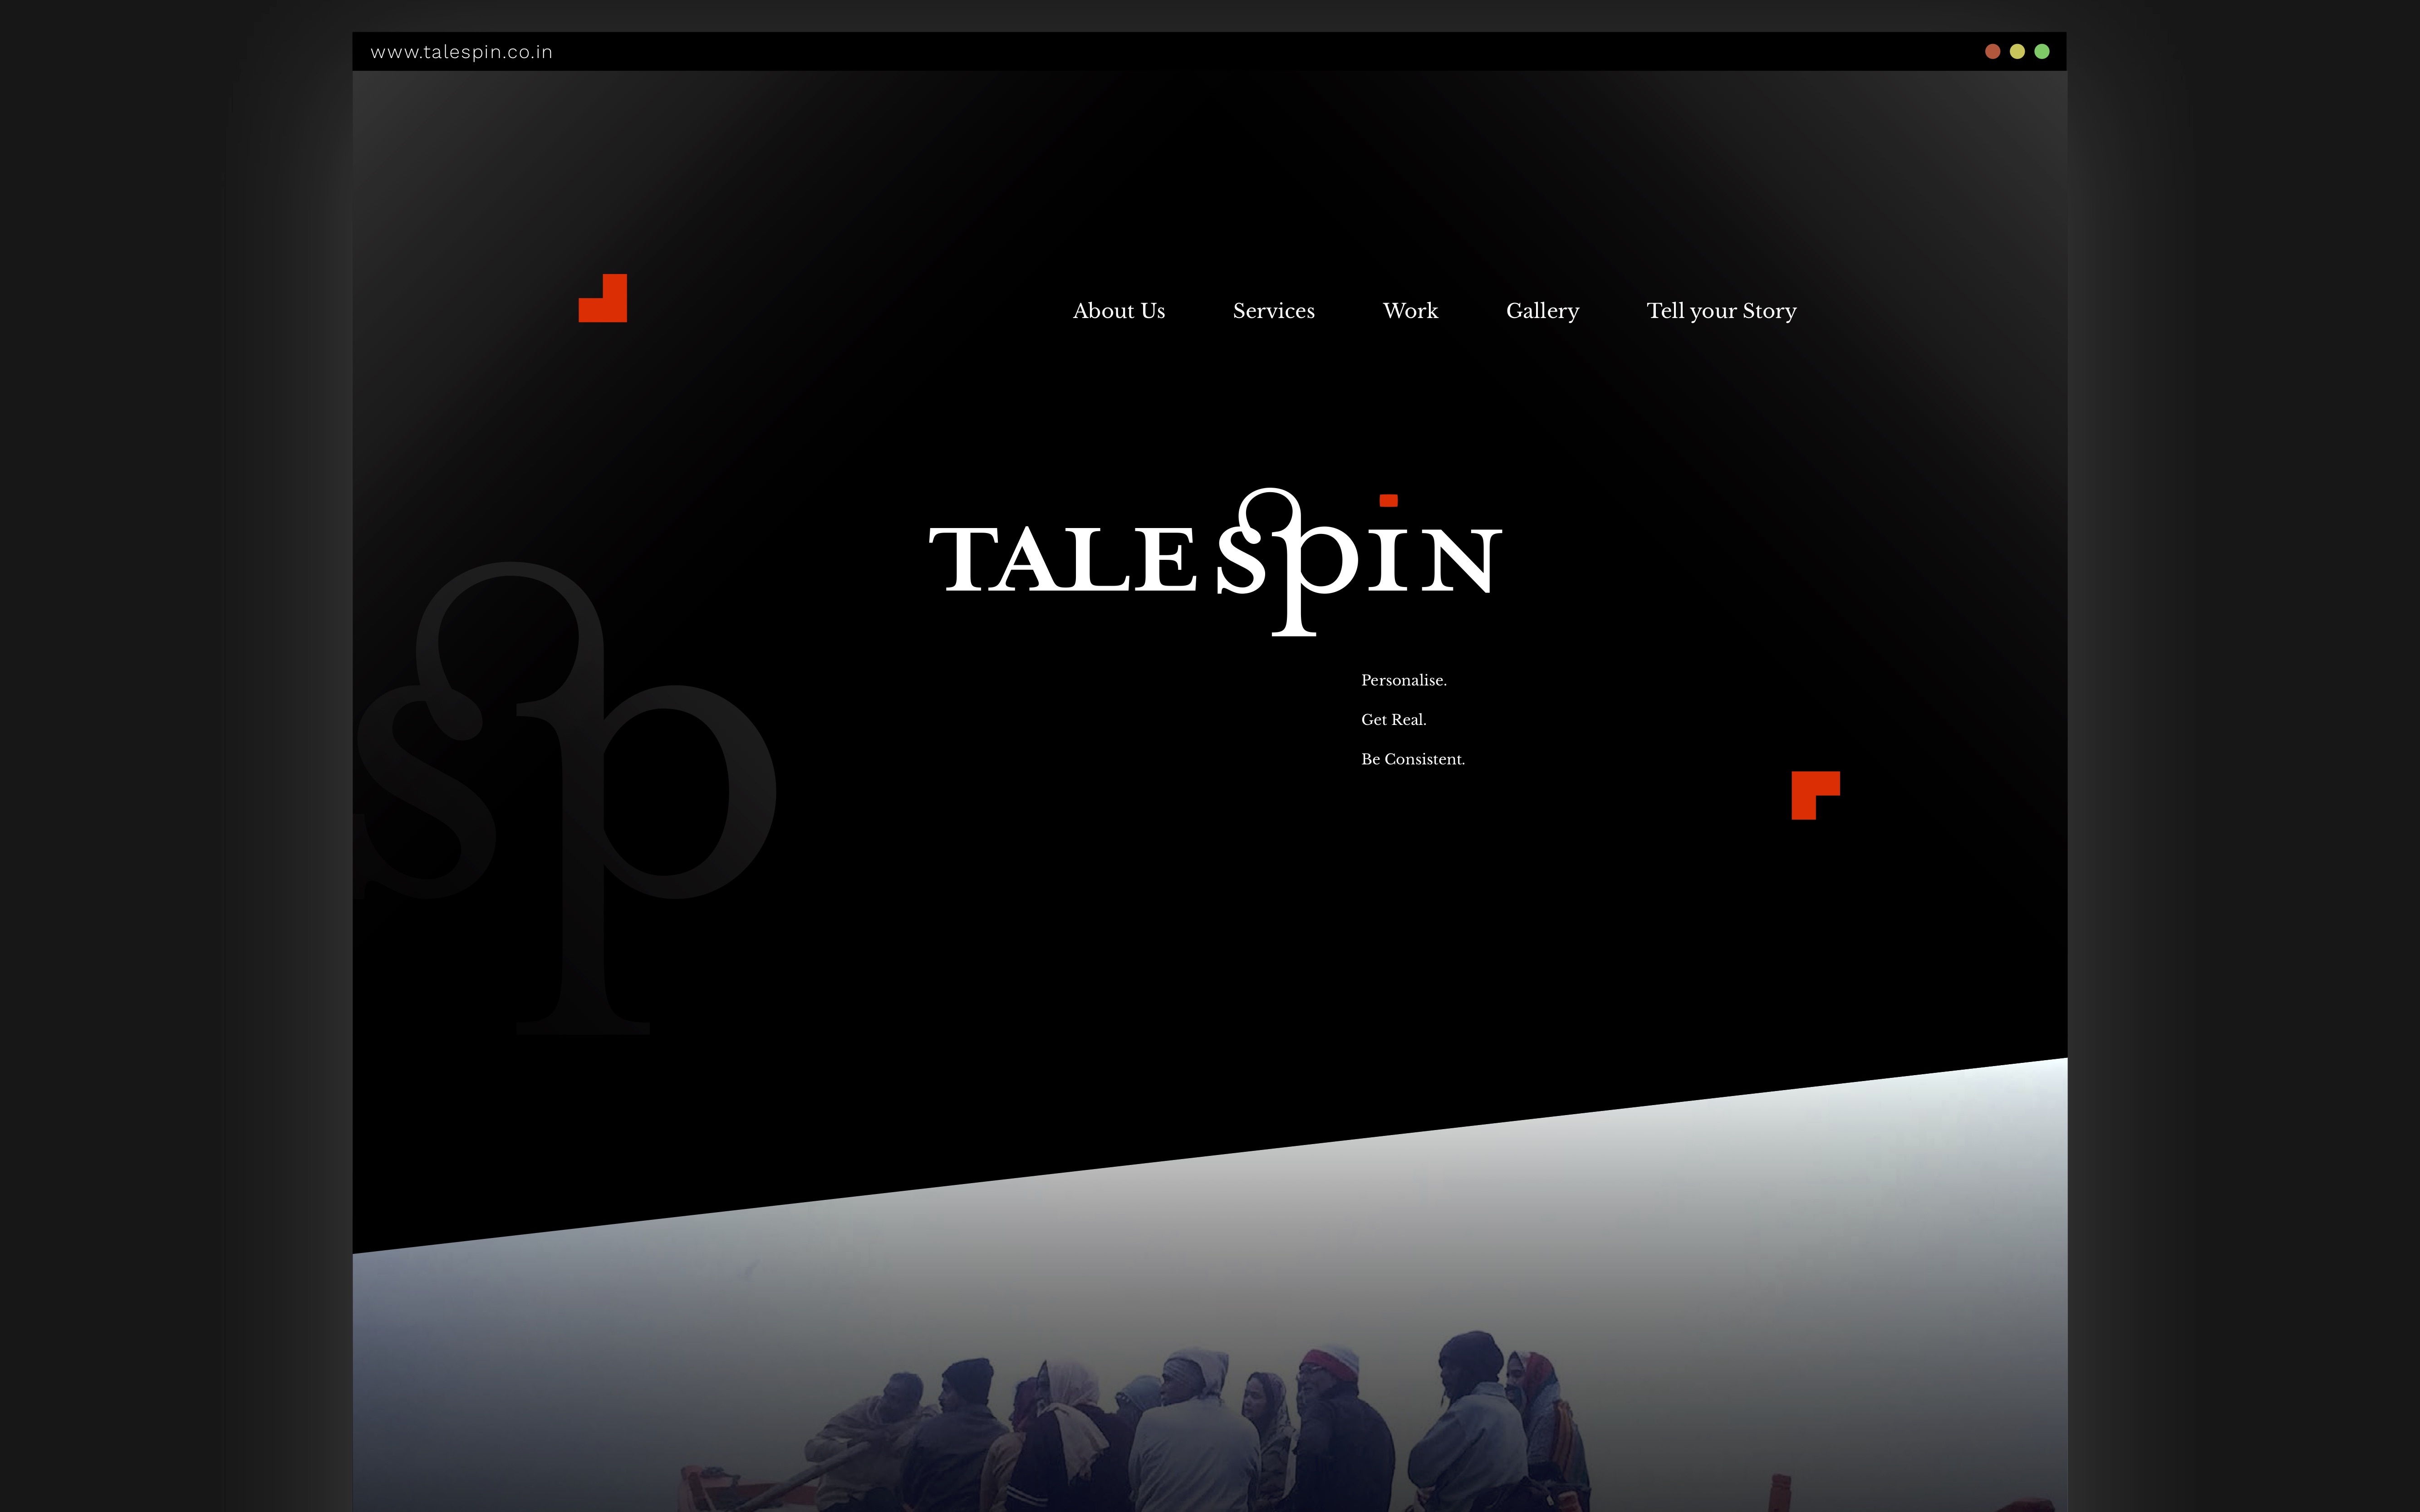 www.talespin.co.in
About Us Services Work Gallery Tell your Story
TALEspiN
Personalise.
Get Real.
Be Consistent.
sp